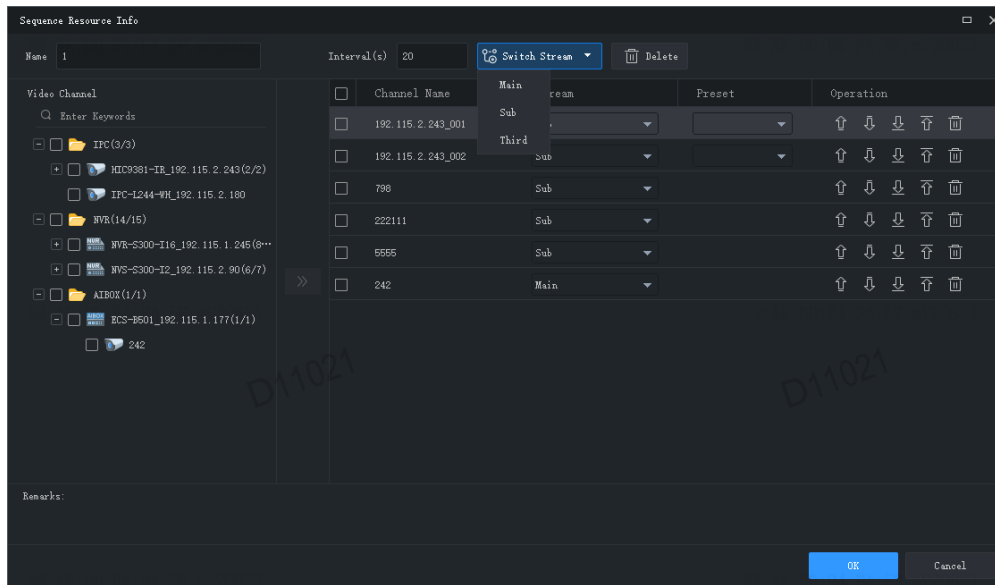 Sequence Resource Info
Name 1 Interval(s) 20 Switch Stream Delete
Main
Sub
Third
Video Channel
Enter Keywords
IPC(3/3)
HIC9381-IR_192.115.2.243(2/2)
IPC-L244-WH_192.115.2.180
NVR(14/15)
NVR-S300-I16_192.115.1.245(8…
NVS-S300-I2_192.115.2.90(6/7)
AIBOX(1/1)
ECS-B501_192.115.1.177(1/1)
242
Channel Name ream Preset Operation
192.115.2.243_001
192.115.2.243_002 Sub
798 Sub
222111 Sub
5555 Sub
242 Main
D11021
D11021
Remarks:
OK Cancel